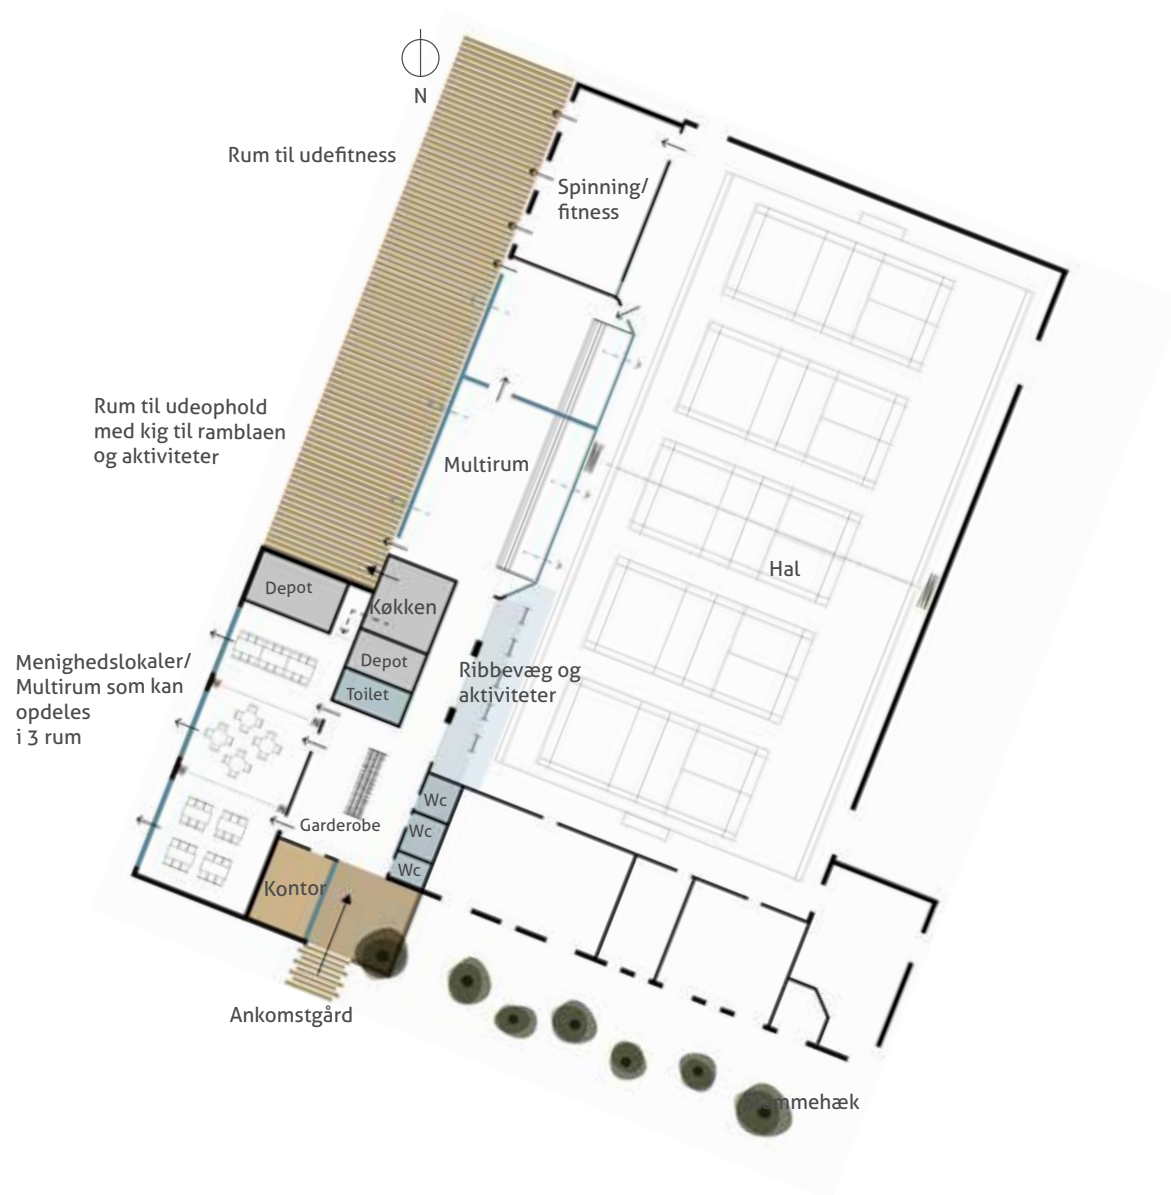 N
Rum til udefitness
Spinning/
fitness
Rum til udeophold
med kig til ramblaen
og aktiviteter
Multirum
Hal
Depot
Køkken
Depot
Toilet
Ribbevæg og
aktiviteter
Menighedslokaler/
Multirum som kan
opdeles
i 3 rum
Wc
Wc
Wc
Garderobe
Kontor
Ankomstgård